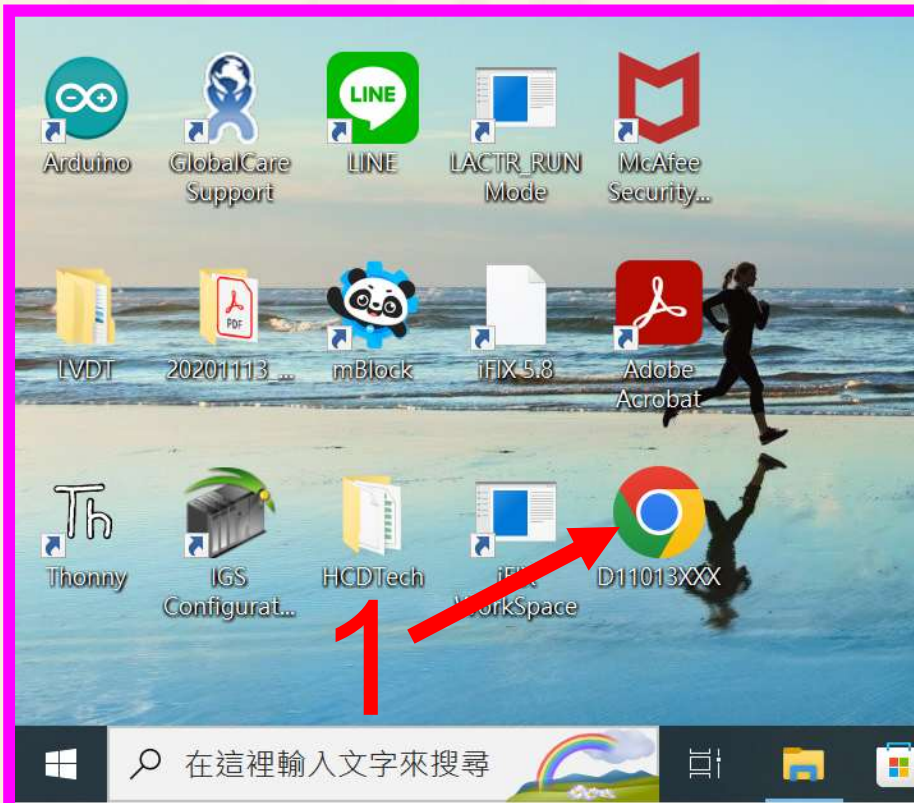 LINE
Arduino
GlobalCare
Support
LINE
LACTR_RUN
Mode
McAfee
Security...
PDF
LVDT
20201113_...
mBlock
iFIX 5.8
Adobe
Acrobat
Th
Thonny
IGS
Configurat...
HCDTech
iFIX
WorkSpace
D11013XXX
1
在這裡輸入文字來搜尋